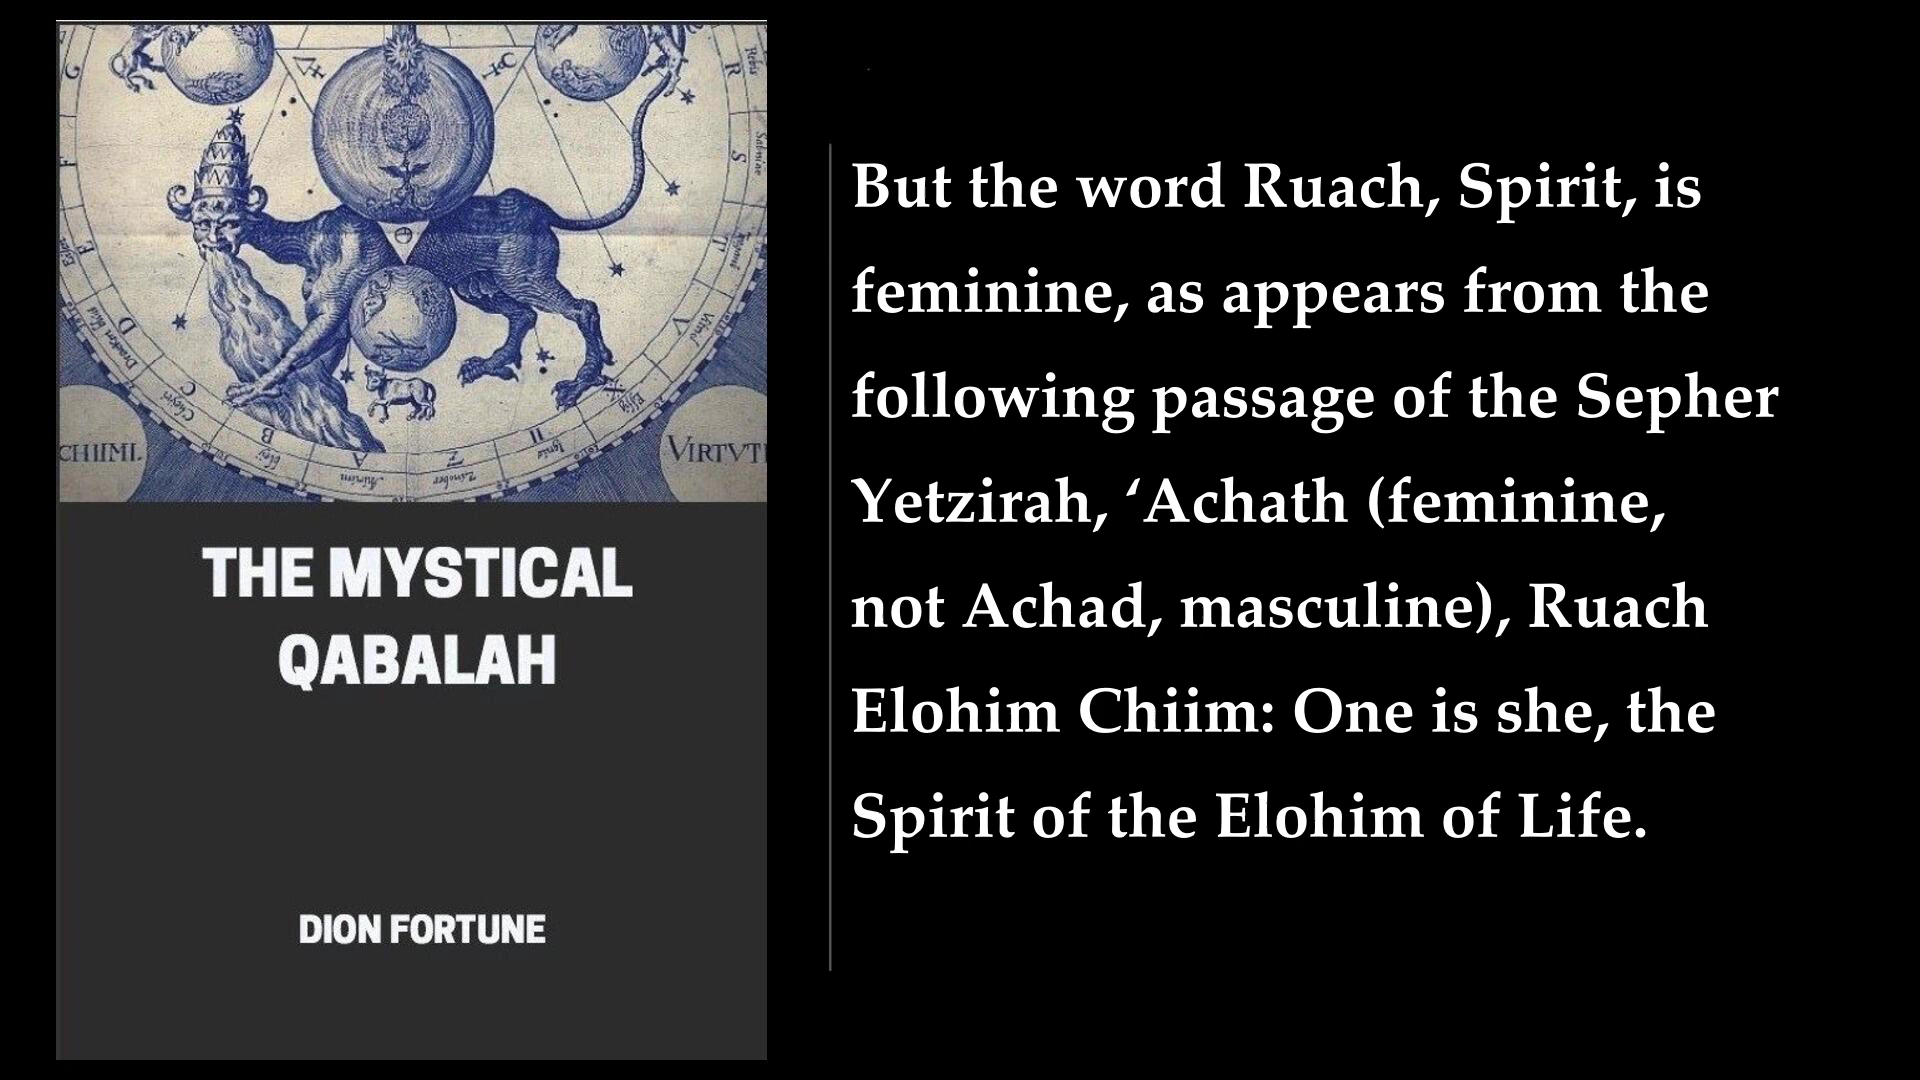 THE MYSTICAL
QABALAH
DION FORTUNE
CHIIMI.
VIRTVTI
But the word Ruach, Spirit, is
feminine, as appears from the
following passage of the Sepher
Yetzirah, ‘Achath (feminine,
not Achad, masculine), Ruach
Elohim Chiim: One is she, the
Spirit of the Elohim of Life.